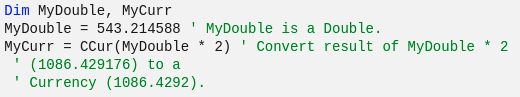 Dim MyDouble, MyCurr
MyDouble = 543.214588 ' MyDouble is a Double.
MyCurr = CCur(MyDouble * 2) ' Convert result of MyDouble * 2
' (1086.429176) to a
' Currency (1086.4292).